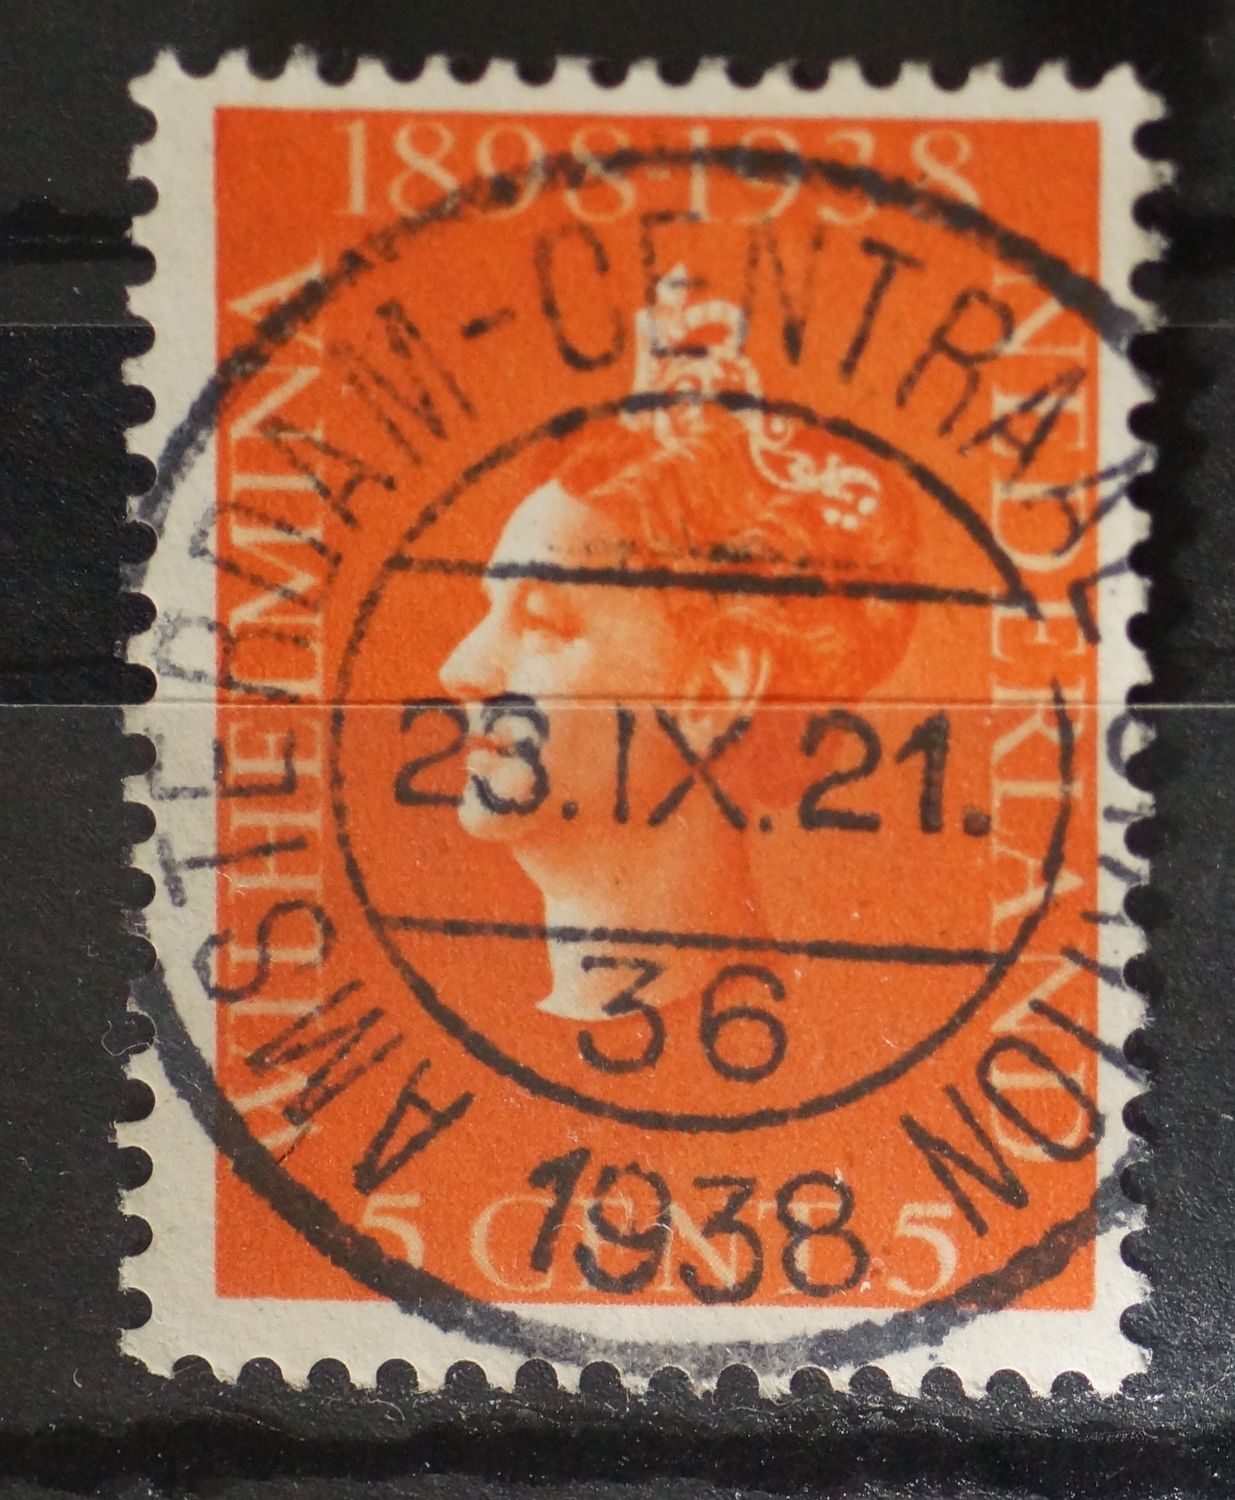 1898-1938
WILHELMINA
NEDERLAND
5 CENT 5
AMSTERDAM-CENTRAAL STATION
23.IX.21.
36
1938